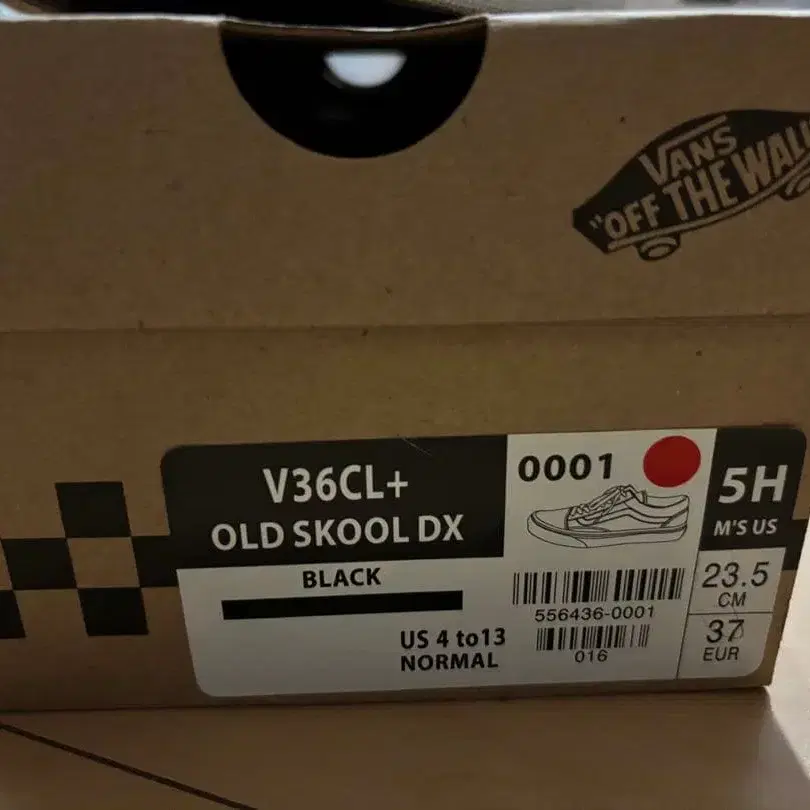 VANS
"OFF THE WALL"
V36CL+
OLD SKOOL DX
BLACK
US 4 to13
NORMAL
0001
556436-0001
016
5H
M'S US
23.5
CM
37
EUR